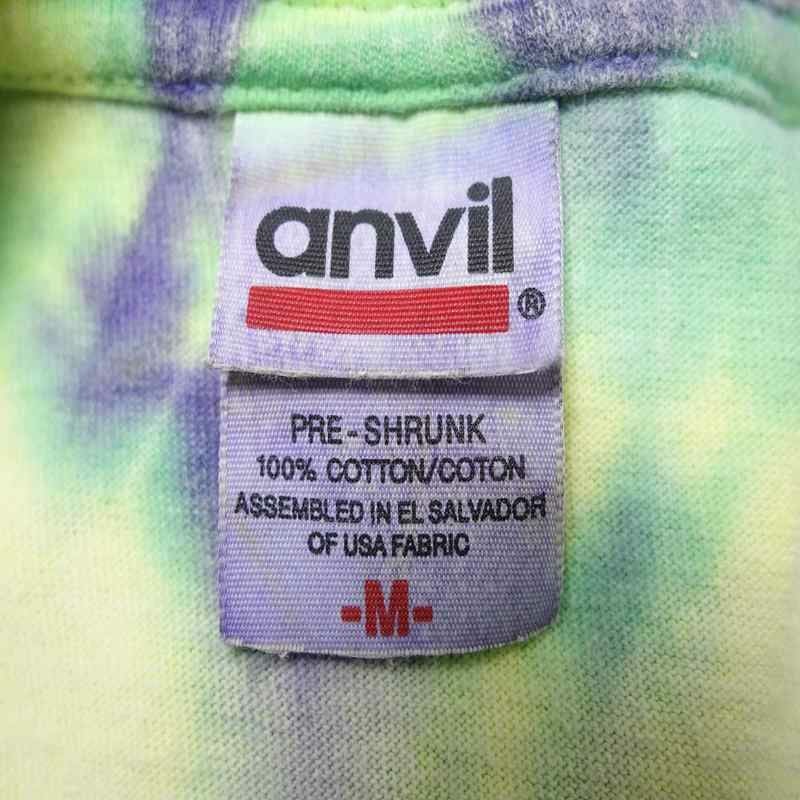 anvil
®
PRE-SHRUNK
100% COTTON/COTON
ASSEMBLED IN EL SALVADOR
OF USA FABRIC
-M-